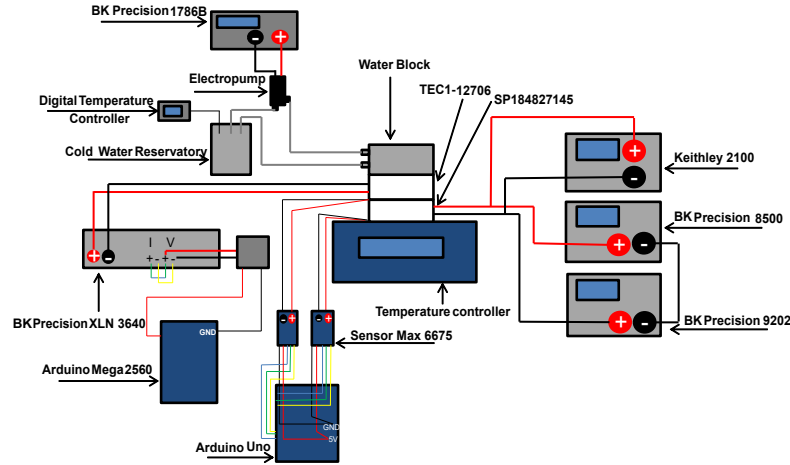 BK Precision 1786B
- +
Water Block
TEC1-12706
SP184827145
Electropump
Digital Temperature
Controller
Cold Water Reservatory
+
-
Keithley 2100
BK Precision 8500
+ -
I V
+ -
+-+-
BK Precision XLN 3640
Temperature controller
+ -
BK Precision 9202
GND
- +
- +
Sensor Max 6675
Arduino Mega 2560
GND
5V
Arduino Uno